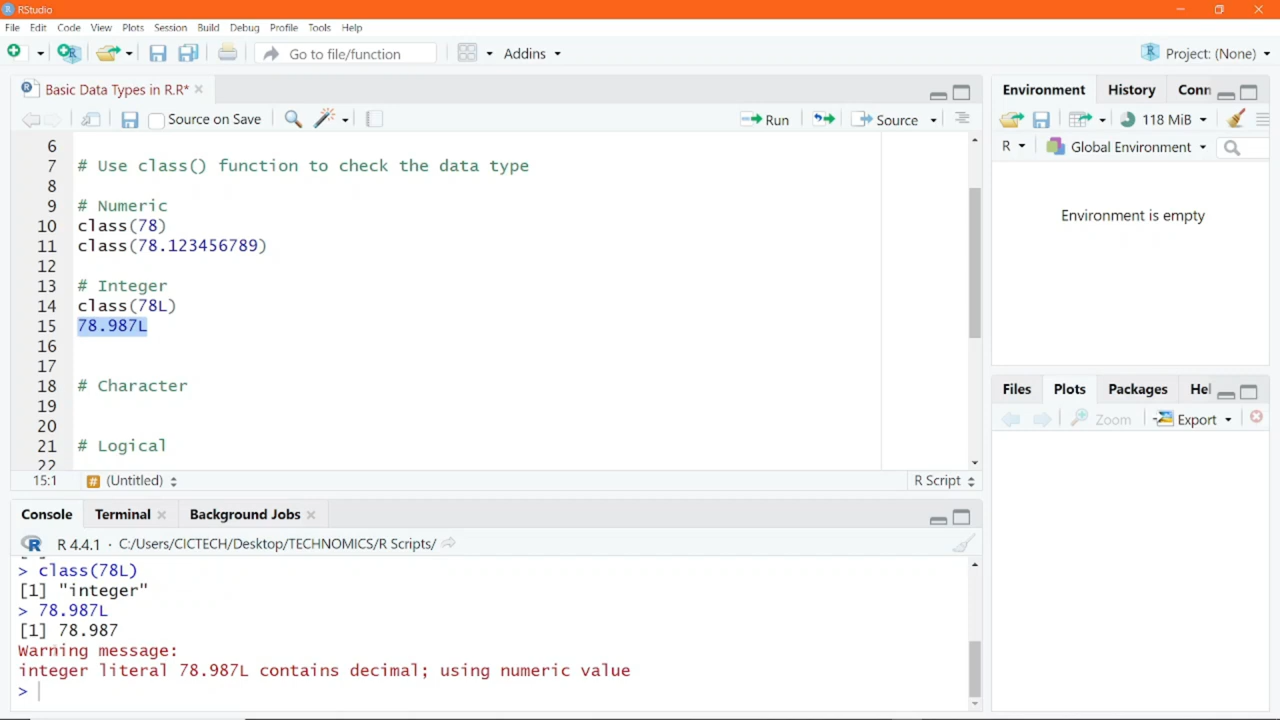 RStudio
File Edit Code View Plots Session Build Debug Profile Tools Help
Go to file/function Addins Project: (None)
Basic Data Types in R.R*
Source on Save Run Source
6
7 # Use class() function to check the data type
8
9 # Numeric
10 class(78)
11 class(78.123456789)
12
13 # Integer
14 class(78L)
15 78.987L
16
17
18 # Character
19
20
21 # Logical
22
15:1 # (Untitled) R Script
Console Terminal Background Jobs
R 4.4.1 · C:/Users/CICTECH/Desktop/TECHNOMICS/R Scripts/
> class(78L)
[1] "integer"
> 78.987L
[1] 78.987
Warning message:
integer literal 78.987L contains decimal; using numeric value
>
Environment History Conn
118 MiB
R Global Environment
Environment is empty
Files Plots Packages Hel
Zoom Export